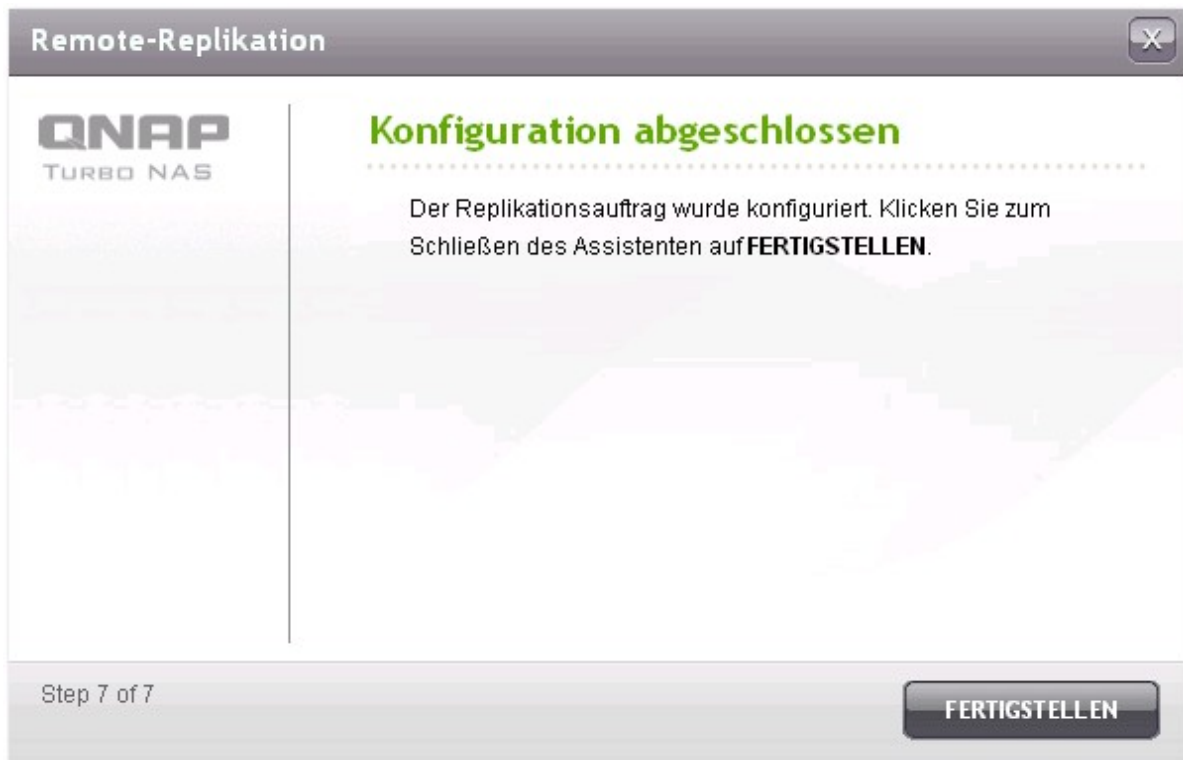 Remote-Replikation
X
QNAP
TURBO NAS
Konfiguration abgeschlossen
Der Replikationsauftrag wurde konfiguriert. Klicken Sie zum
Schließen des Assistenten auf FERTIGSTELLEN.
Step 7 of 7
FERTIGSTELLEN